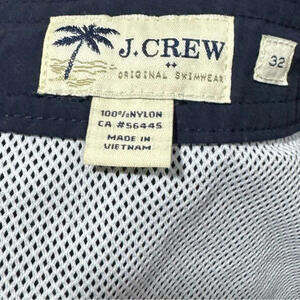 J.CREW
ORIGINAL SWIMWEAR
32
100%NYLON
CA #56445
MADE IN
VIETNAM